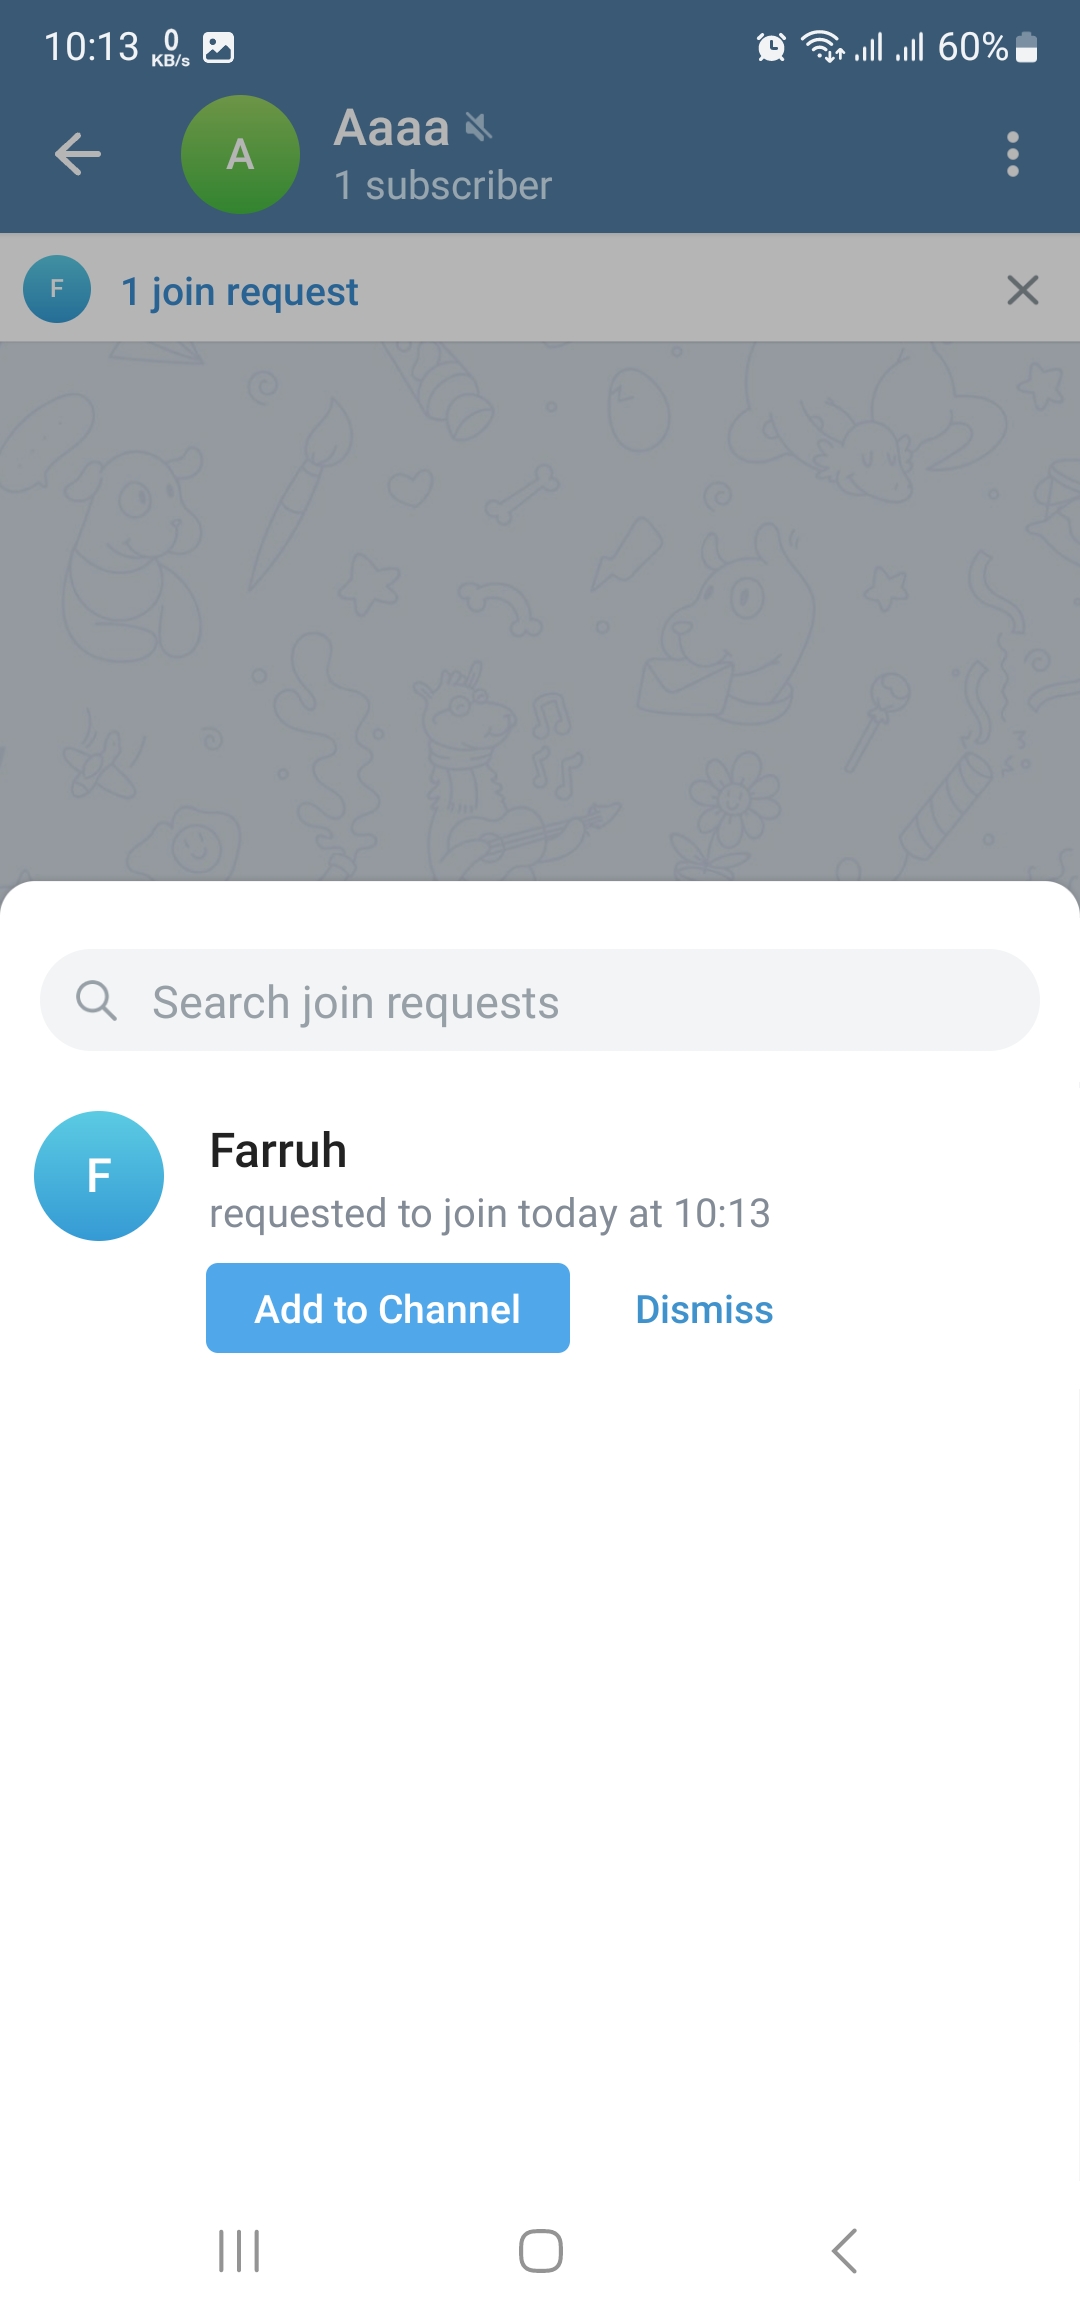 10:13 0 KB/s 60%
A Aaaa
1 subscriber
F 1 join request
Search join requests
F Farruh
requested to join today at 10:13
Add to Channel Dismiss